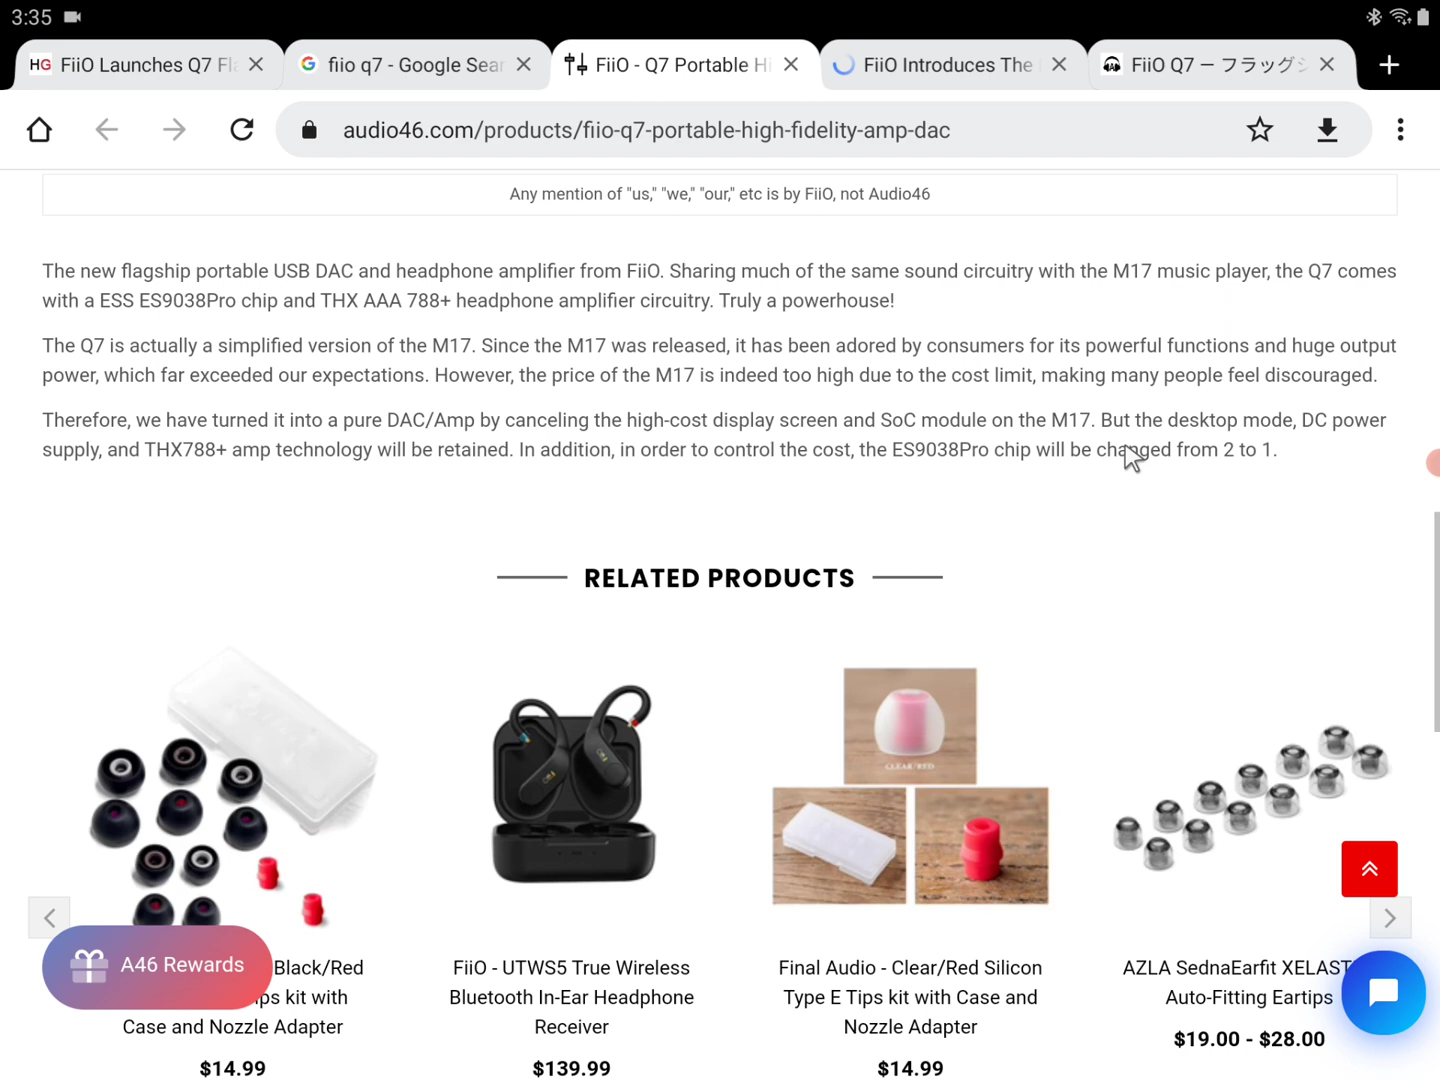 3:35
HG FiiO Launches Q7 Fl
fiio q7 - Google Sear
FiiO - Q7 Portable Hi
FiiO Introduces The
FiiO Q7 – フラッグシ
audio46.com/products/fiio-q7-portable-high-fidelity-amp-dac
Any mention of "us," "we," "our," etc is by FiiO, not Audio46
The new flagship portable USB DAC and headphone amplifier from FiiO. Sharing much of the same sound circuitry with the M17 music player, the Q7 comes
with a ESS ES9038Pro chip and THX AAA 788+ headphone amplifier circuitry. Truly a powerhouse!
The Q7 is actually a simplified version of the M17. Since the M17 was released, it has been adored by consumers for its powerful functions and huge output
power, which far exceeded our expectations. However, the price of the M17 is indeed too high due to the cost limit, making many people feel discouraged.
Therefore, we have turned it into a pure DAC/Amp by canceling the high-cost display screen and SoC module on the M17. But the desktop mode, DC power
supply, and THX788+ amp technology will be retained. In addition, in order to control the cost, the ES9038Pro chip will be changed from 2 to 1.
RELATED PRODUCTS
CLEAR/RED
A46 Rewards
Black/Red
ips kit with
Case and Nozzle Adapter
$14.99
FiiO - UTWS5 True Wireless
Bluetooth In-Ear Headphone
Receiver
$139.99
Final Audio - Clear/Red Silicon
Type E Tips kit with Case and
Nozzle Adapter
$14.99
AZLA SednaEarfit XELAST
Auto-Fitting Eartips
$19.00 - $28.00